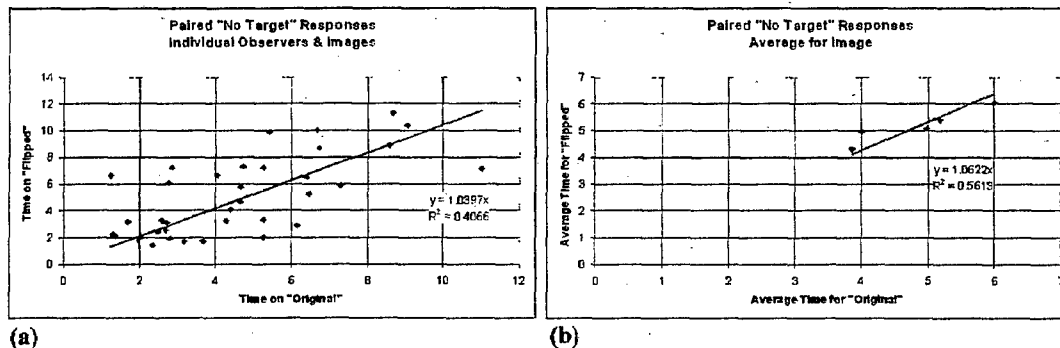 Paired "No Target" Responses
Individual Observers & Images
Time on "Flipped"
14
12
10
8
6
4
2
0
y = 1.0397x
R² = 0.4066
0 2 4 6 8 10 12
Time on "Original"
(a)
Paired "No Target" Responses
Average for Image
Average Time for "Flipped"
7
6
5
4
3
2
1
0
y = 1.0622x
R² = 0.5613
0 1 2 3 4 5 6 7
Average Time for "Original"
(b)